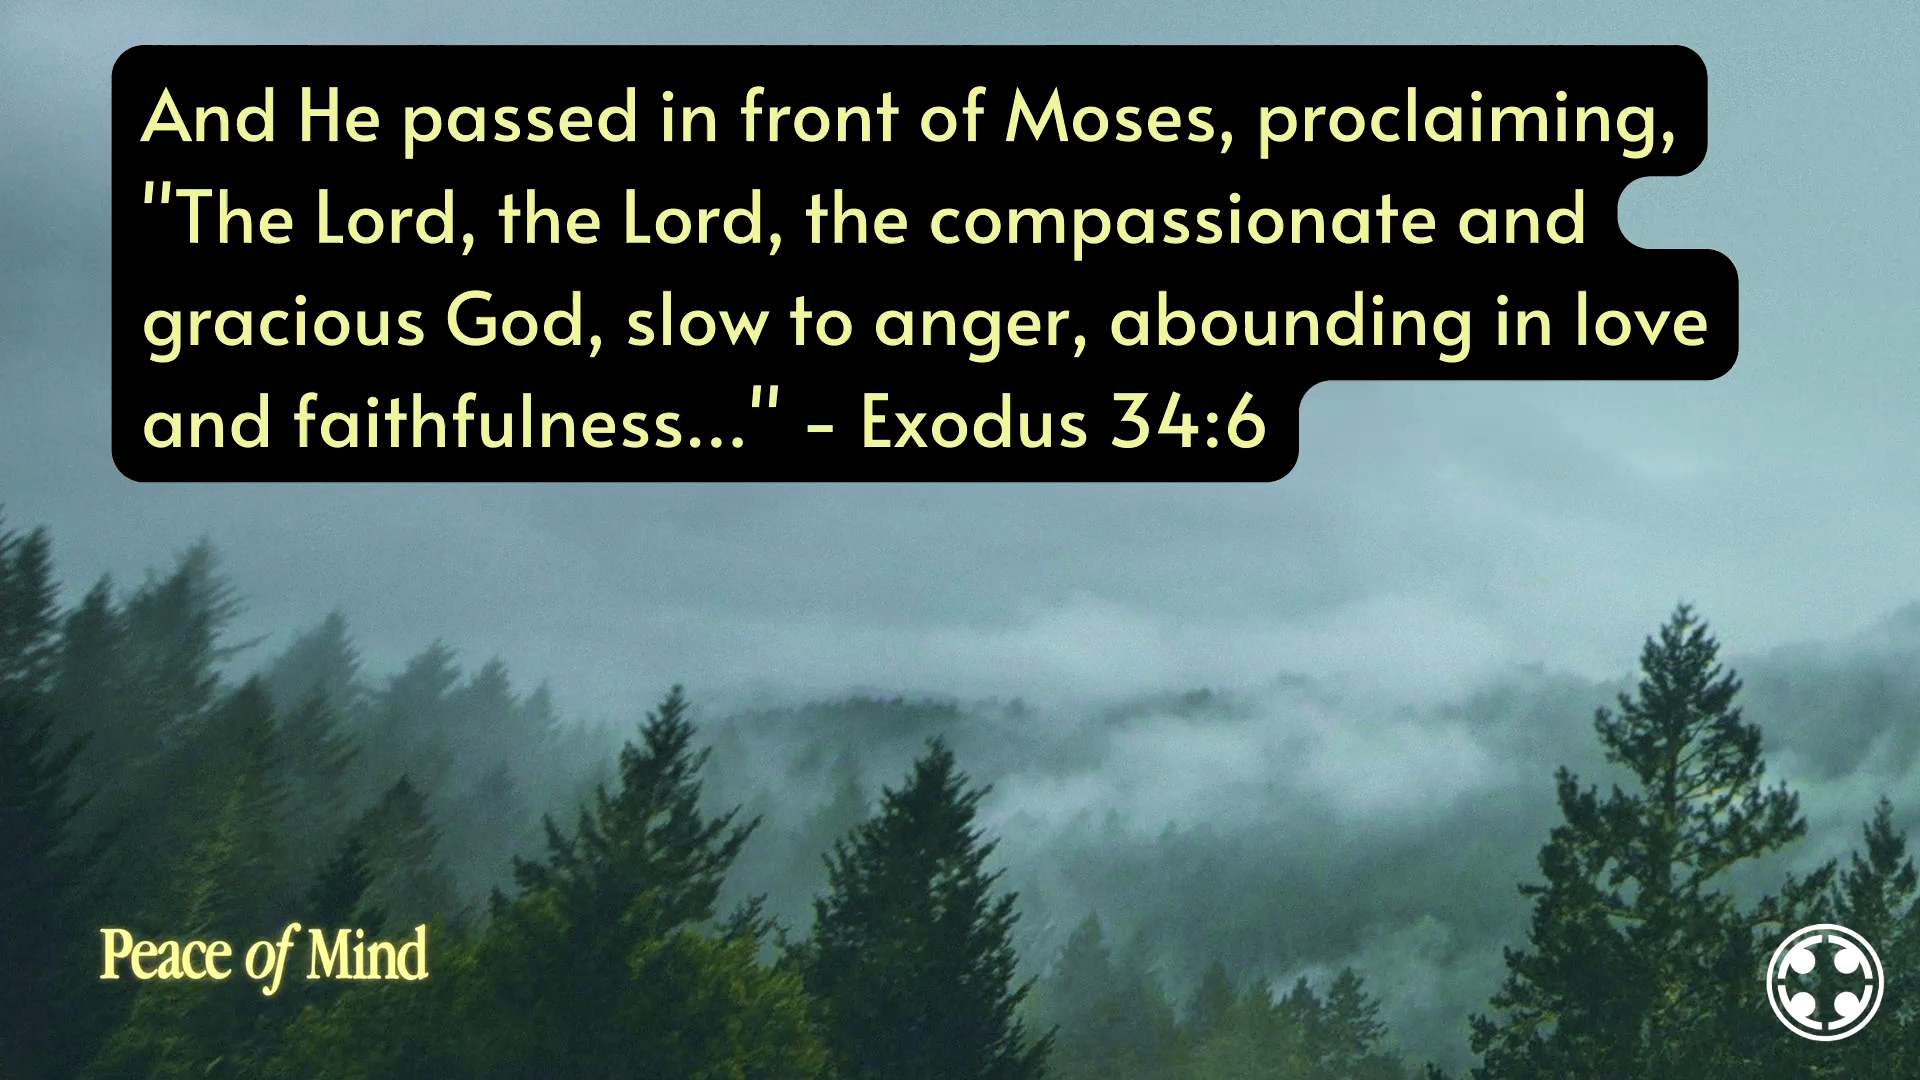 And He passed in front of Moses, proclaiming,
"The Lord, the Lord, the compassionate and
gracious God, slow to anger, abounding in love
and faithfulness..." - Exodus 34:6
Peace of Mind